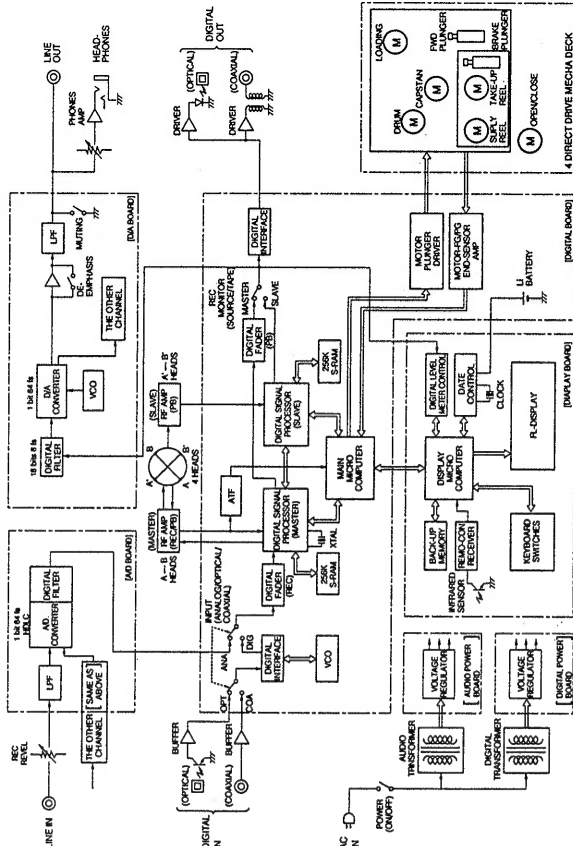 LINE IN
REC
REVEL
LPF
1 bit 64 fs
HDLC
A/D
CONVERTER
DIGITAL
FILTER
THE OTHER
CHANNEL
[SAME AS
ABOVE]
[A/D BOARD]
18 bits 8 fs
DIGITAL
FILTER
1 bit 64 fs
D/A
CONVERTER
VCO
DE-
EMPHASIS
THE OTHER
CHANNEL
LPF
MUTING
[D/A BOARD]
PHONES
AMP
LINE
OUT
HEAD-
PHONES
DIGITAL
(OPTICAL)
(COAXIAL)
BUFFER
BUFFER
OPT
COA
ANA
DIG
INPUT
(ANALOG/OPTICAL/
COAXIAL)
DIGITAL
INTERFACE
VCO
DIGITAL
FADER
(REC)
(MASTER)
RF AMP
(REC/PB)
A — B
HEADS
A'
B
A
B'
4 HEADS
(SLAVE)
RF AMP
(PB)
A' — B'
HEADS
ATF
DIGITAL SIGNAL
PROCESSOR
(MASTER)
XTAL
256K
S-RAM
DIGITAL SIGNAL
PROCESSOR
(SLAVE)
256K
S-RAM
DIGITAL
FADER
(PB)
REC
MONITOR
(SOURCE/TAPE)
MASTER
SLAVE
DIGITAL
INTERFACE
DRIVER
DRIVER
(OPTICAL)
(COAXIAL)
DIGITAL
OUT
MAIN
MICRO
COMPUTER
MOTOR
PLUNGER
DRIVER
MOTOR-FG/PG
END-SENSOR
AMP
[DIGITAL BOARD]
LOADING
M
DRUM
M
CAPSTAN
M
FWD
PLUNGER
BRAKE
PLUNGER
SUPLY
REEL
M
TAKE-UP
REEL
M
M
OPEN/CLOSE
4 DIRECT DRIVE MECHA DECK
BACK-UP
MEMORY
REMO-CON
RECEIVER
INFRARED
SENSOR
DISPLAY
MICRO
COMPUTER
DIGITAL LEVEL
METER CONTROL
DATE
CONTROL
CLOCK
LI
BATTERY
KEYBOARD
SWITCHES
FL-DISPLAY
[DIAPLAY BOARD]
AC
POWER
(ON/OFF)
AUDIO
TRANSFORMER
VOLTAGE
REGULATOR
[AUDIO POWER
BOARD]
DIGITAL
TRANSFORMER
VOLTAGE
REGULATOR
[DIGITAL POWER
BOARD]